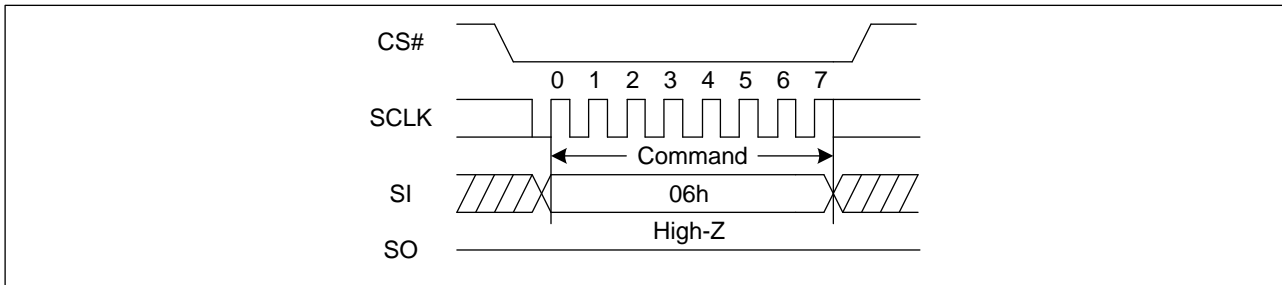 CS#
0 1 2 3 4 5 6 7
SCLK
Command
SI
06h
High-Z
SO